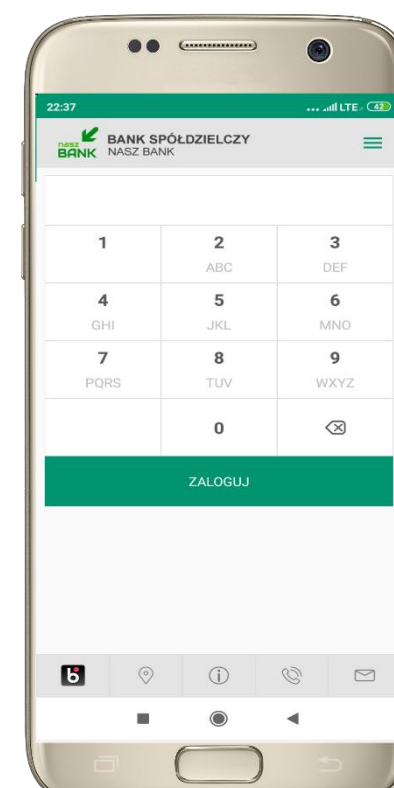 22:37 ... LTE 42
nasz BANK BANK SPÓŁDZIELCZY
NASZ BANK
1 2 3
ABC DEF
4 5 6
GHI JKL MNO
7 8 9
PQRS TUV WXYZ
0
ZALOGUJ
b